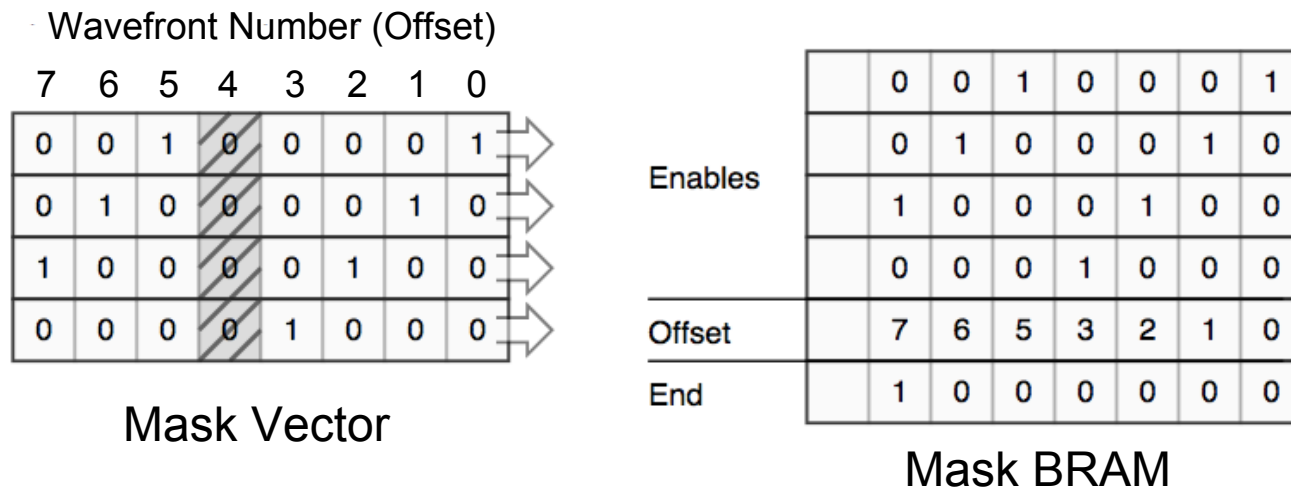 Wavefront Number (Offset)
7 6 5 4 3 2 1 0
0 0 1 0 0 0 0 1
0 1 0 0 0 0 1 0
1 0 0 0 0 1 0 0
0 0 0 0 1 0 0 0
Mask Vector
0 0 1 0 0 0 1
0 1 0 0 0 1 0
Enables
1 0 0 0 1 0 0
0 0 0 1 0 0 0
Offset 7 6 5 3 2 1 0
End 1 0 0 0 0 0 0
Mask BRAM